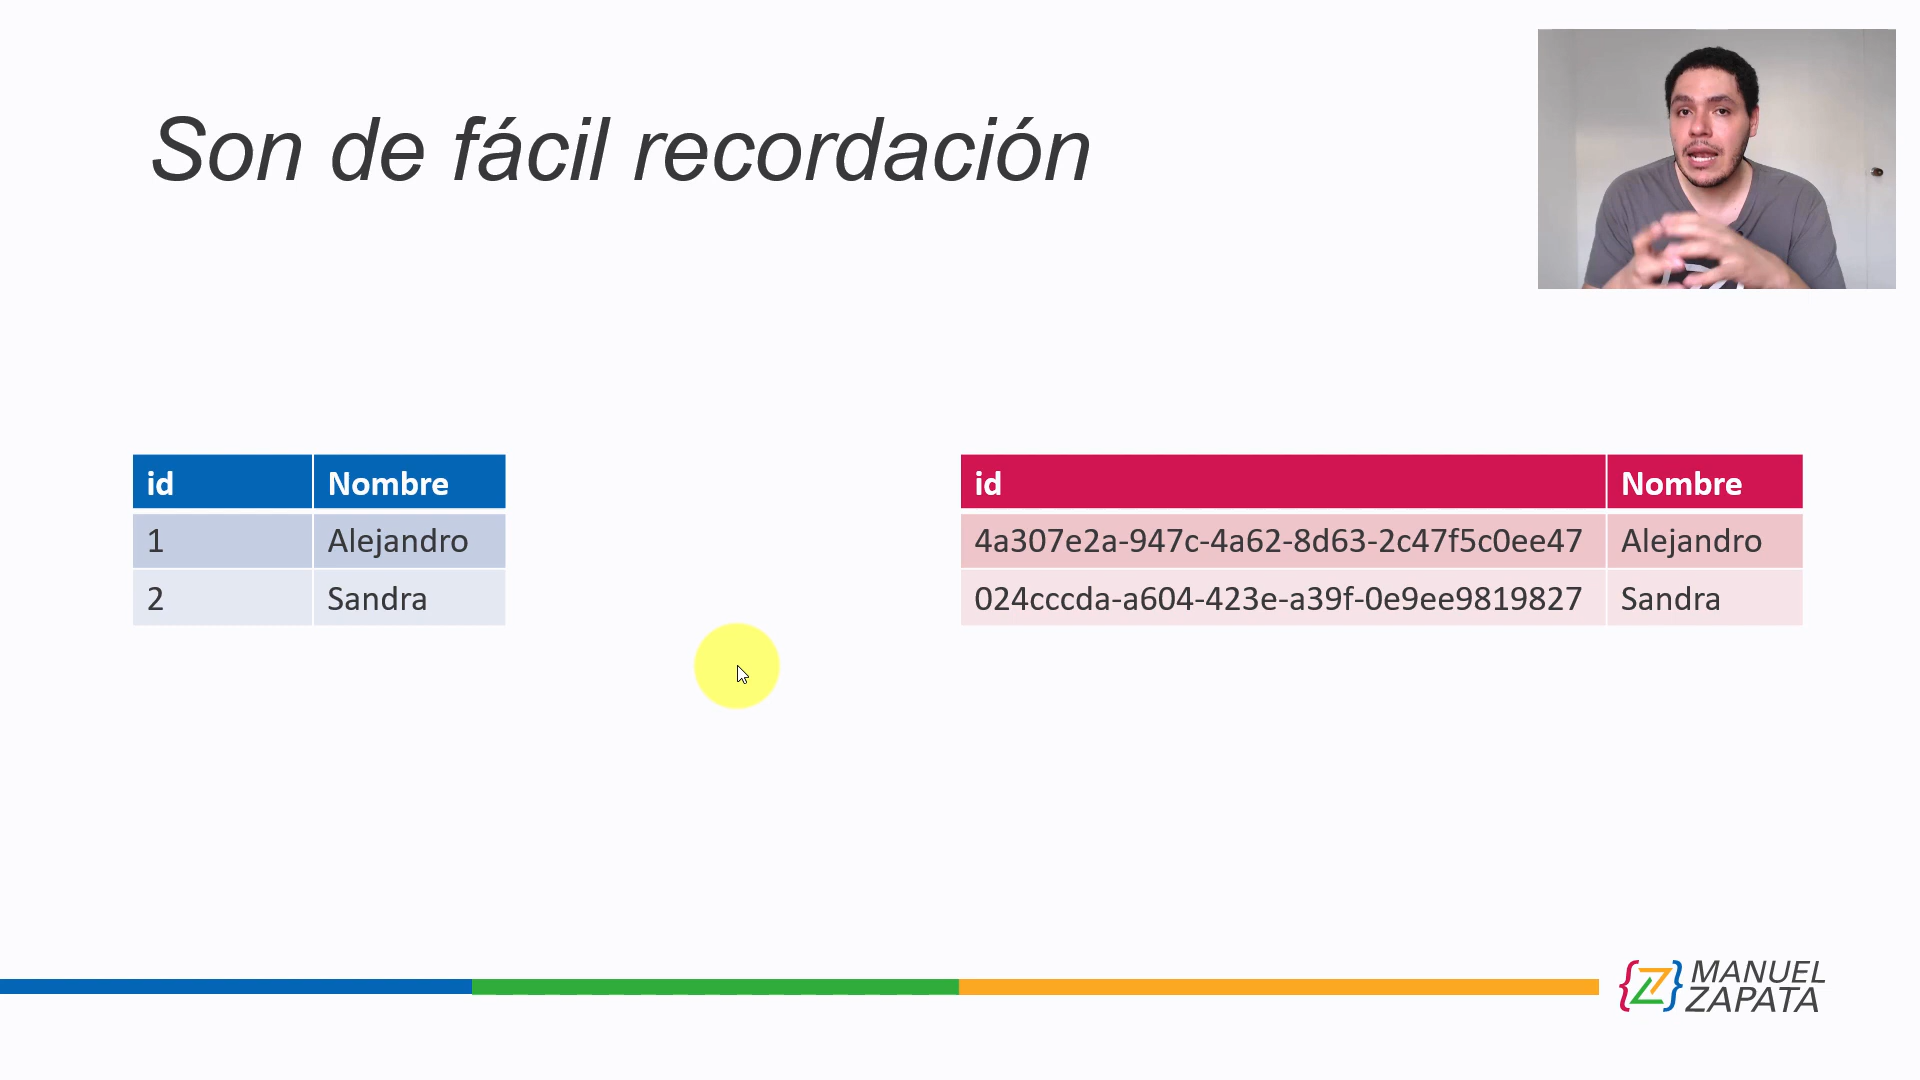 Son de fácil recordación
id Nombre
1 Alejandro
2 Sandra
id Nombre
4a307e2a-947c-4a62-8d63-2c47f5c0ee47 Alejandro
024cccda-a604-423e-a39f-0e9ee9819827 Sandra
MANUEL
ZAPATA